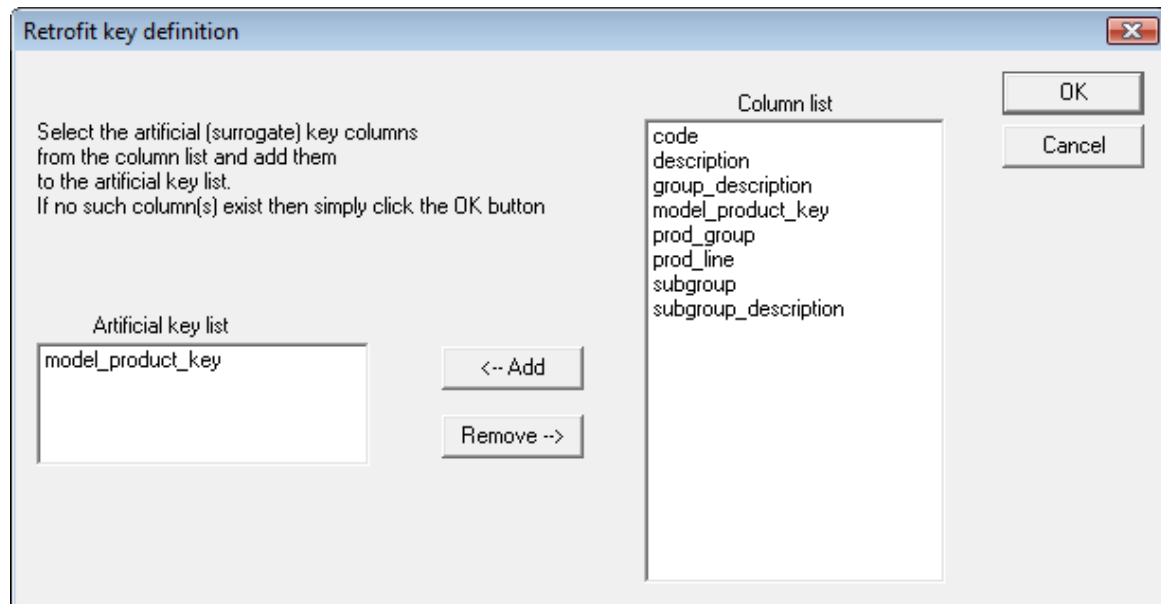 Retrofit key definition
Select the artificial (surrogate) key columns
from the column list and add them
to the artificial key list.
If no such column(s) exist then simply click the OK button
Artificial key list
model_product_key
<-- Add
Remove -->
Column list
code
description
group_description
model_product_key
prod_group
prod_line
subgroup
subgroup_description
OK
Cancel